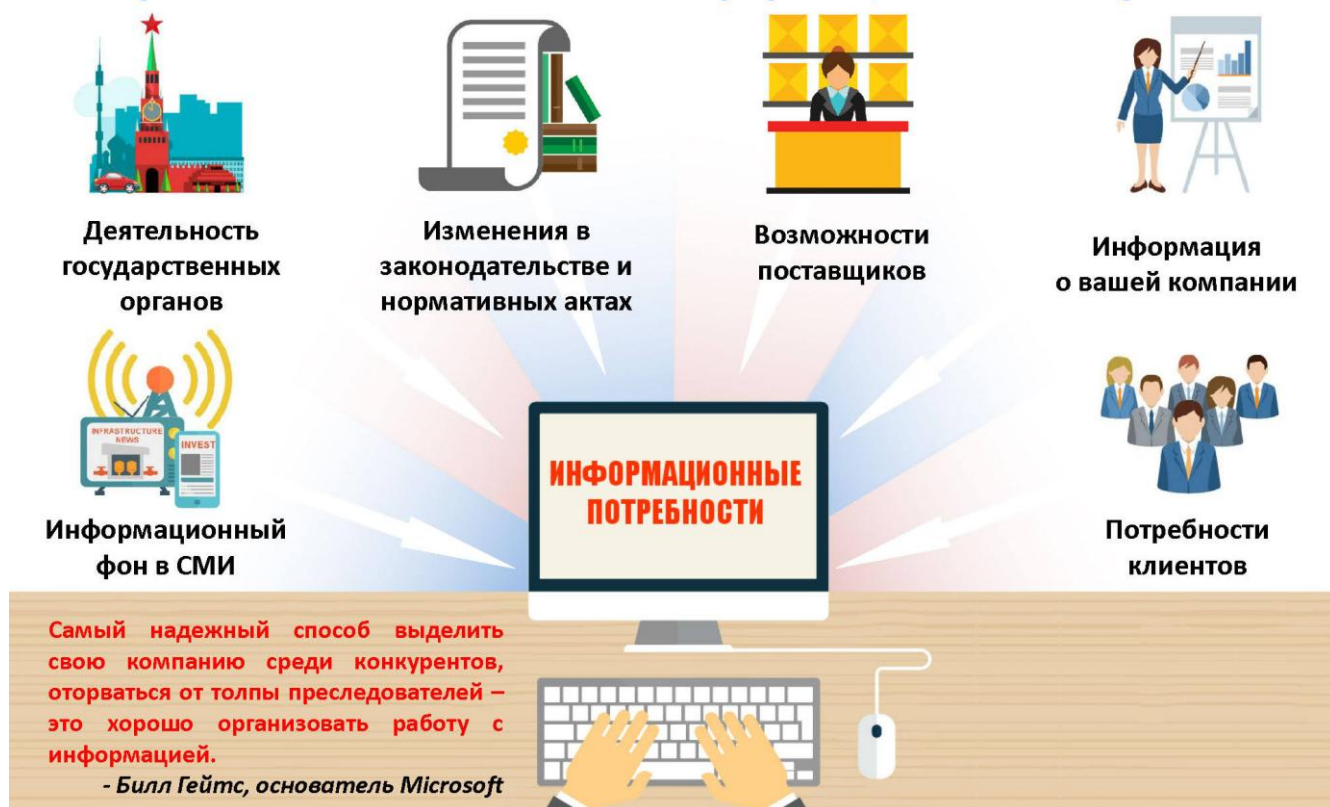 Деятельность
государственных
органов
Изменения в
законодательстве и
нормативных актах
Возможности
поставщиков
Информация
о вашей компании
INFRASTRUCTURE
NEWS
INVEST
Информационный
фон в СМИ
ИНФОРМАЦИОННЫЕ
ПОТРЕБНОСТИ
Потребности
клиентов
Самый надежный способ выделить
свою компанию среди конкурентов,
оторваться от толпы преследователей –
это хорошо организовать работу с
информацией.
- Билл Гейтс, основатель Microsoft